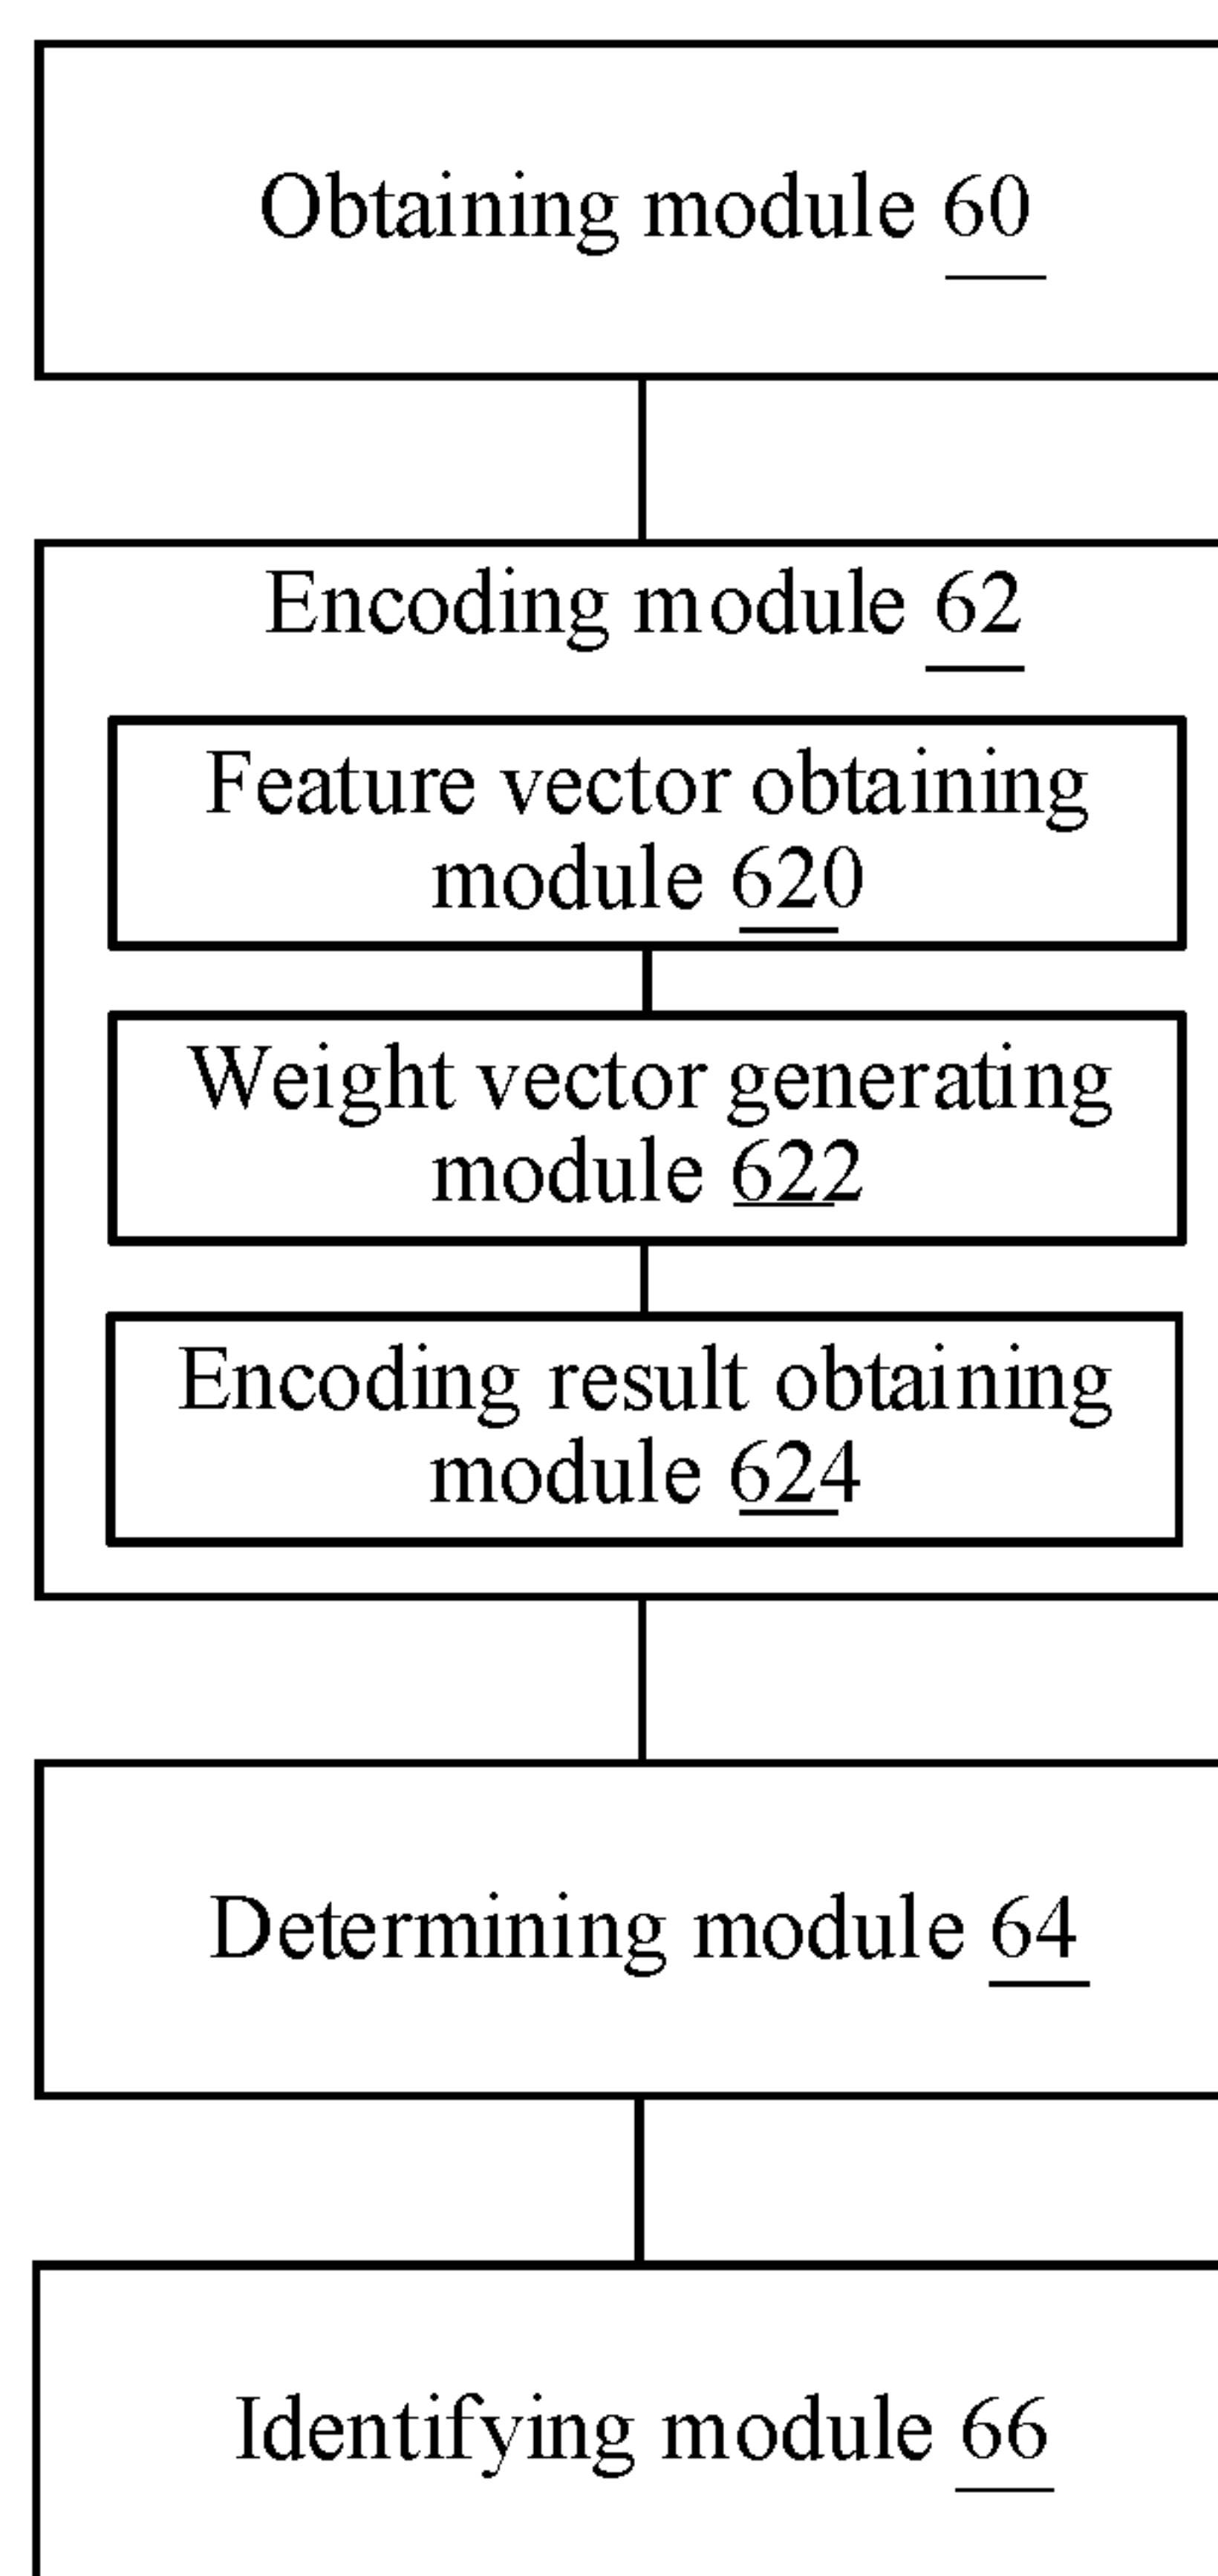 Obtaining module 60
Encoding module 62
Feature vector obtaining
module 620
Weight vector generating
module 622
Encoding result obtaining
module 624
Determining module 64
Identifying module 66